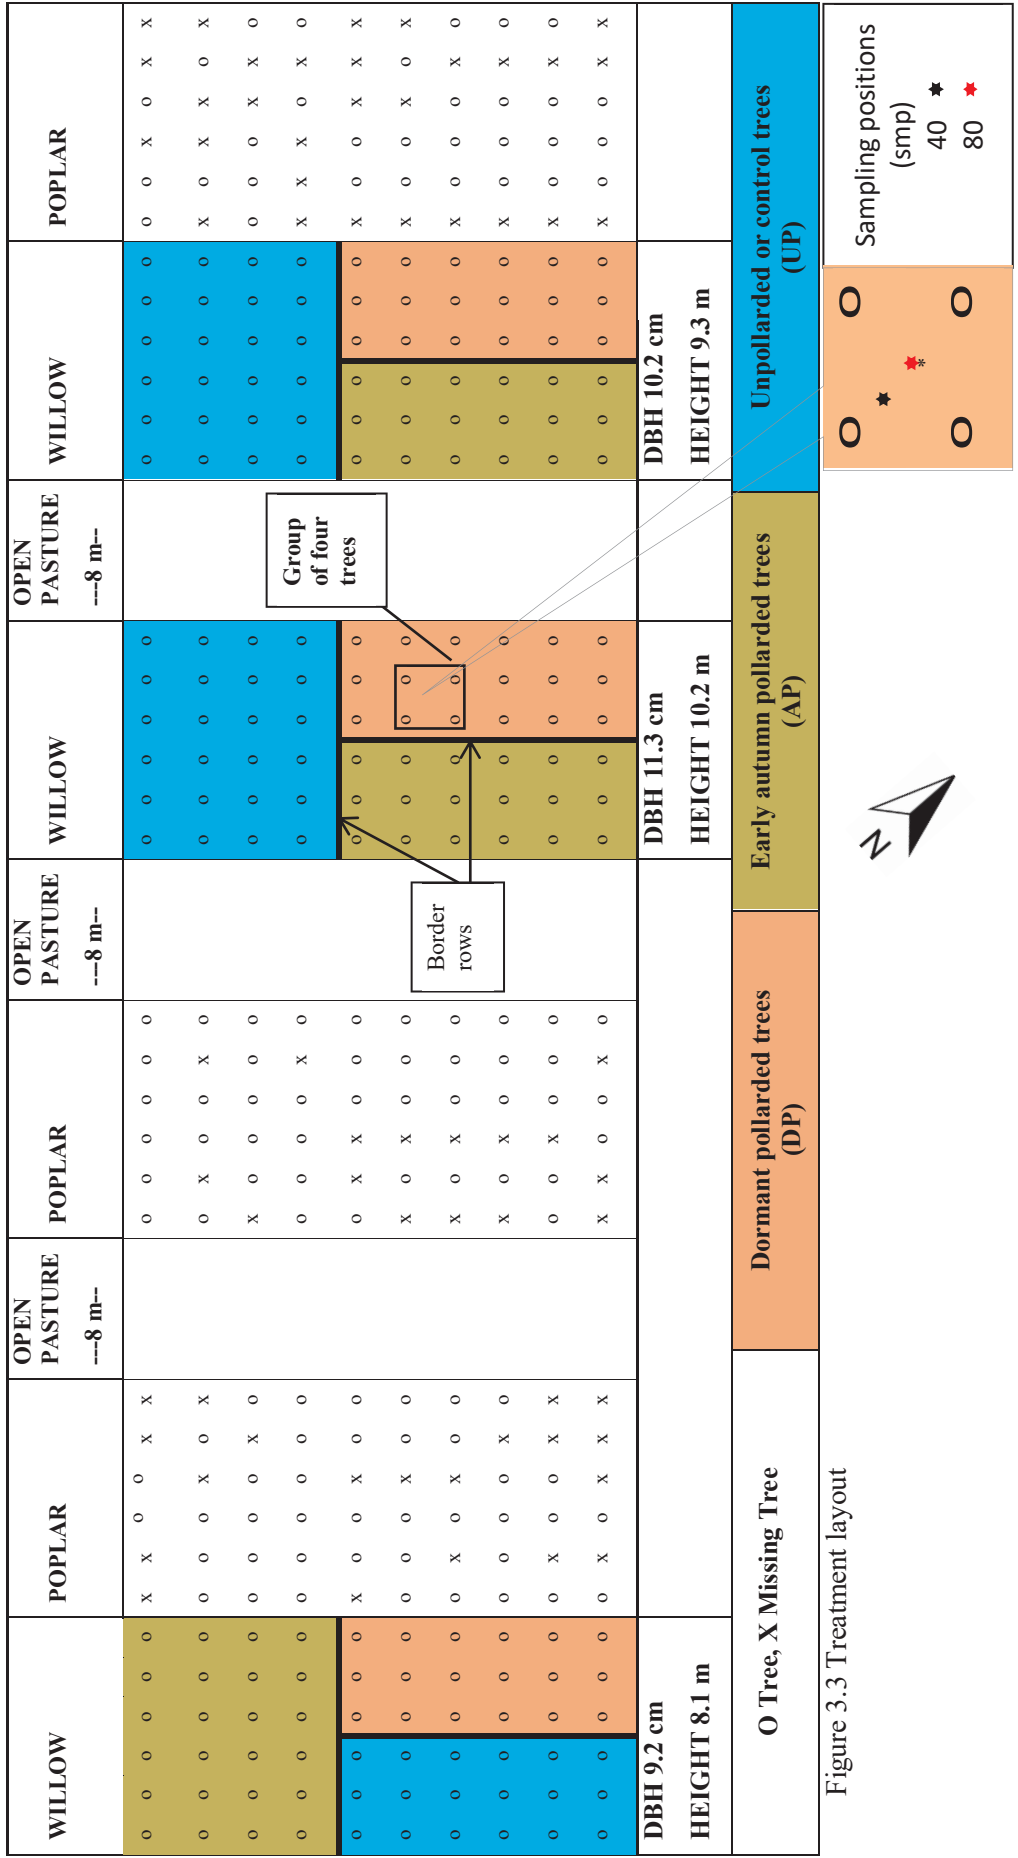 WILLOW POPLAR OPEN PASTURE ---8 m-- POPLAR OPEN PASTURE ---8 m-- WILLOW OPEN PASTURE ---8 m-- WILLOW POPLAR
o o o o o o x x o o x x o o o o o o o o o o o o o o o o o o o o x o x x
o o o o o o o o o x o x o x o o x o o o o o o o o o o o o o x o x x o x
o o o o o o o o o o x o x o o o o o o o o o o o o o o o o o o o o x x o
o o o o o o o o o o o o o o o o x o o o o o o o o o o o o o x x x o x o
o o o o o o x o o x o o o x x o o o o o o o o o o o o o o o x o o x x x
o o o o o o o o o x o o x o x o o o o o o o o o o o o o o o x o o x o x
o o o o o o o x o x o o x o x o o o o o o o o o o o o o o o x o o o x o
o o o o o o o o o o x o x o x o o o o o o o o o o o o o o o x o o o x o
o o o o o o o x o o x x o o x o o o o o o o o o o o o o o o x o o o x o
o o o o o o o x o x x x x x o o x o o o o o o o o o o o o o x o o o x x
Border
rows
Group
of four
trees
DBH 9.2 cm DBH 11.3 cm DBH 10.2 cm
HEIGHT 8.1 m HEIGHT 10.2 m HEIGHT 9.3 m
O Tree, X Missing Tree
Dormant pollarded trees
(DP)
Early autumn pollarded trees
(AP)
Unpollarded or control trees
(UP)
Figure 3.3 Treatment layout
N
O O
*
O O
Sampling positions
(smp)
40
80